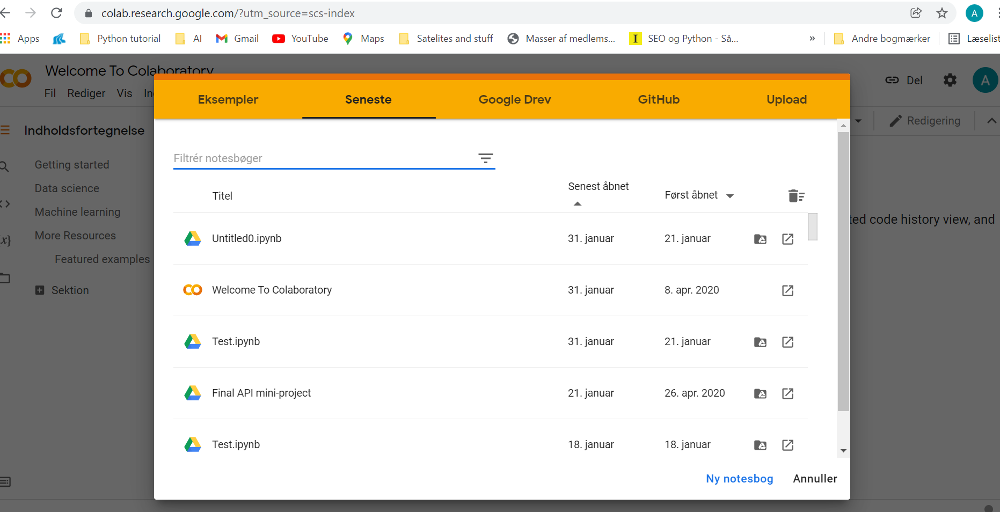 colab.research.google.com/?utm_source=scs-index
A
Apps
Python tutorial
AI
Gmail
YouTube
Maps
Satelites and stuff
Masser af medlems...
I
SEO og Python - Så...
»
Andre bogmærker
Læselist
Welcome To Colaboratory
Fil Rediger Vis
Del
A
Eksempler
Seneste
Google Drev
GitHub
Upload
Redigering
Indholdsfortegnelse
Getting started
Data science
Machine learning
More Resources
Featured examples
Sektion
Filtrér notesbøger
Titel
Senest åbnet
Først åbnet
Untitled0.ipynb 31. januar 21. januar
ted code history view, and
Welcome To Colaboratory 31. januar 8. apr. 2020
Test.ipynb 31. januar 21. januar
Final API mini-project 21. januar 26. apr. 2020
Test.ipynb 18. januar 18. januar
Ny notesbog Annuller